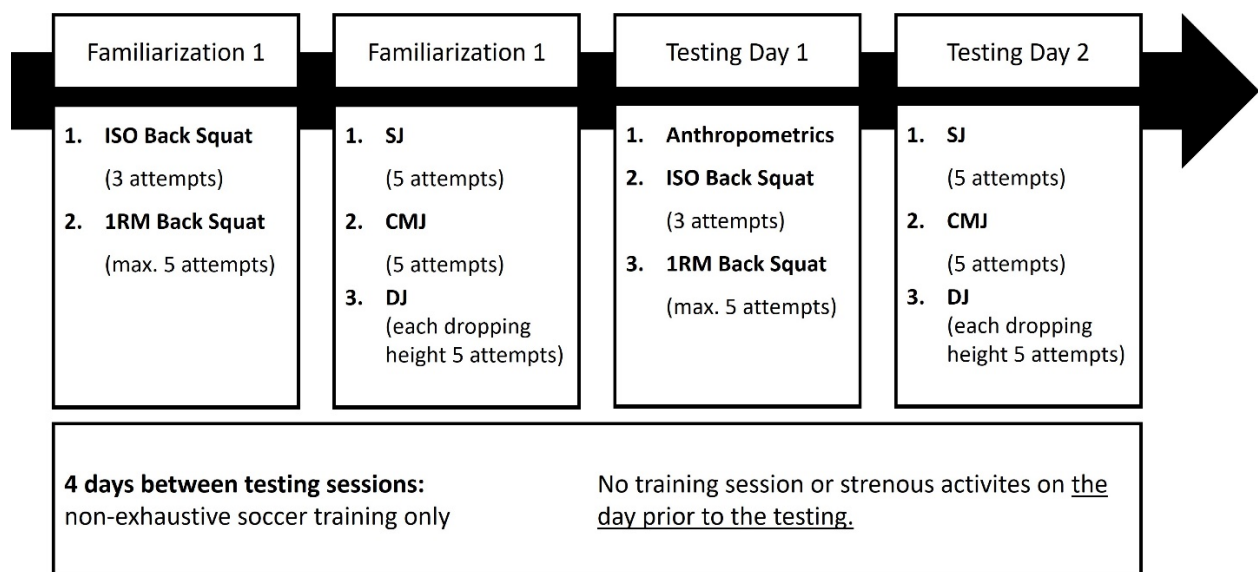 Familiarization 1
1. ISO Back Squat
(3 attempts)
2. 1RM Back Squat
(max. 5 attempts)
Familiarization 1
1. SJ
(5 attempts)
2. CMJ
(5 attempts)
3. DJ
(each dropping
height 5 attempts)
Testing Day 1
1. Anthropometrics
2. ISO Back Squat
(3 attempts)
3. 1RM Back Squat
(max. 5 attempts)
Testing Day 2
1. SJ
(5 attempts)
2. CMJ
(5 attempts)
3. DJ
(each dropping
height 5 attempts)
4 days between testing sessions:
non-exhaustive soccer training only
No training session or strenous activites on the
day prior to the testing.